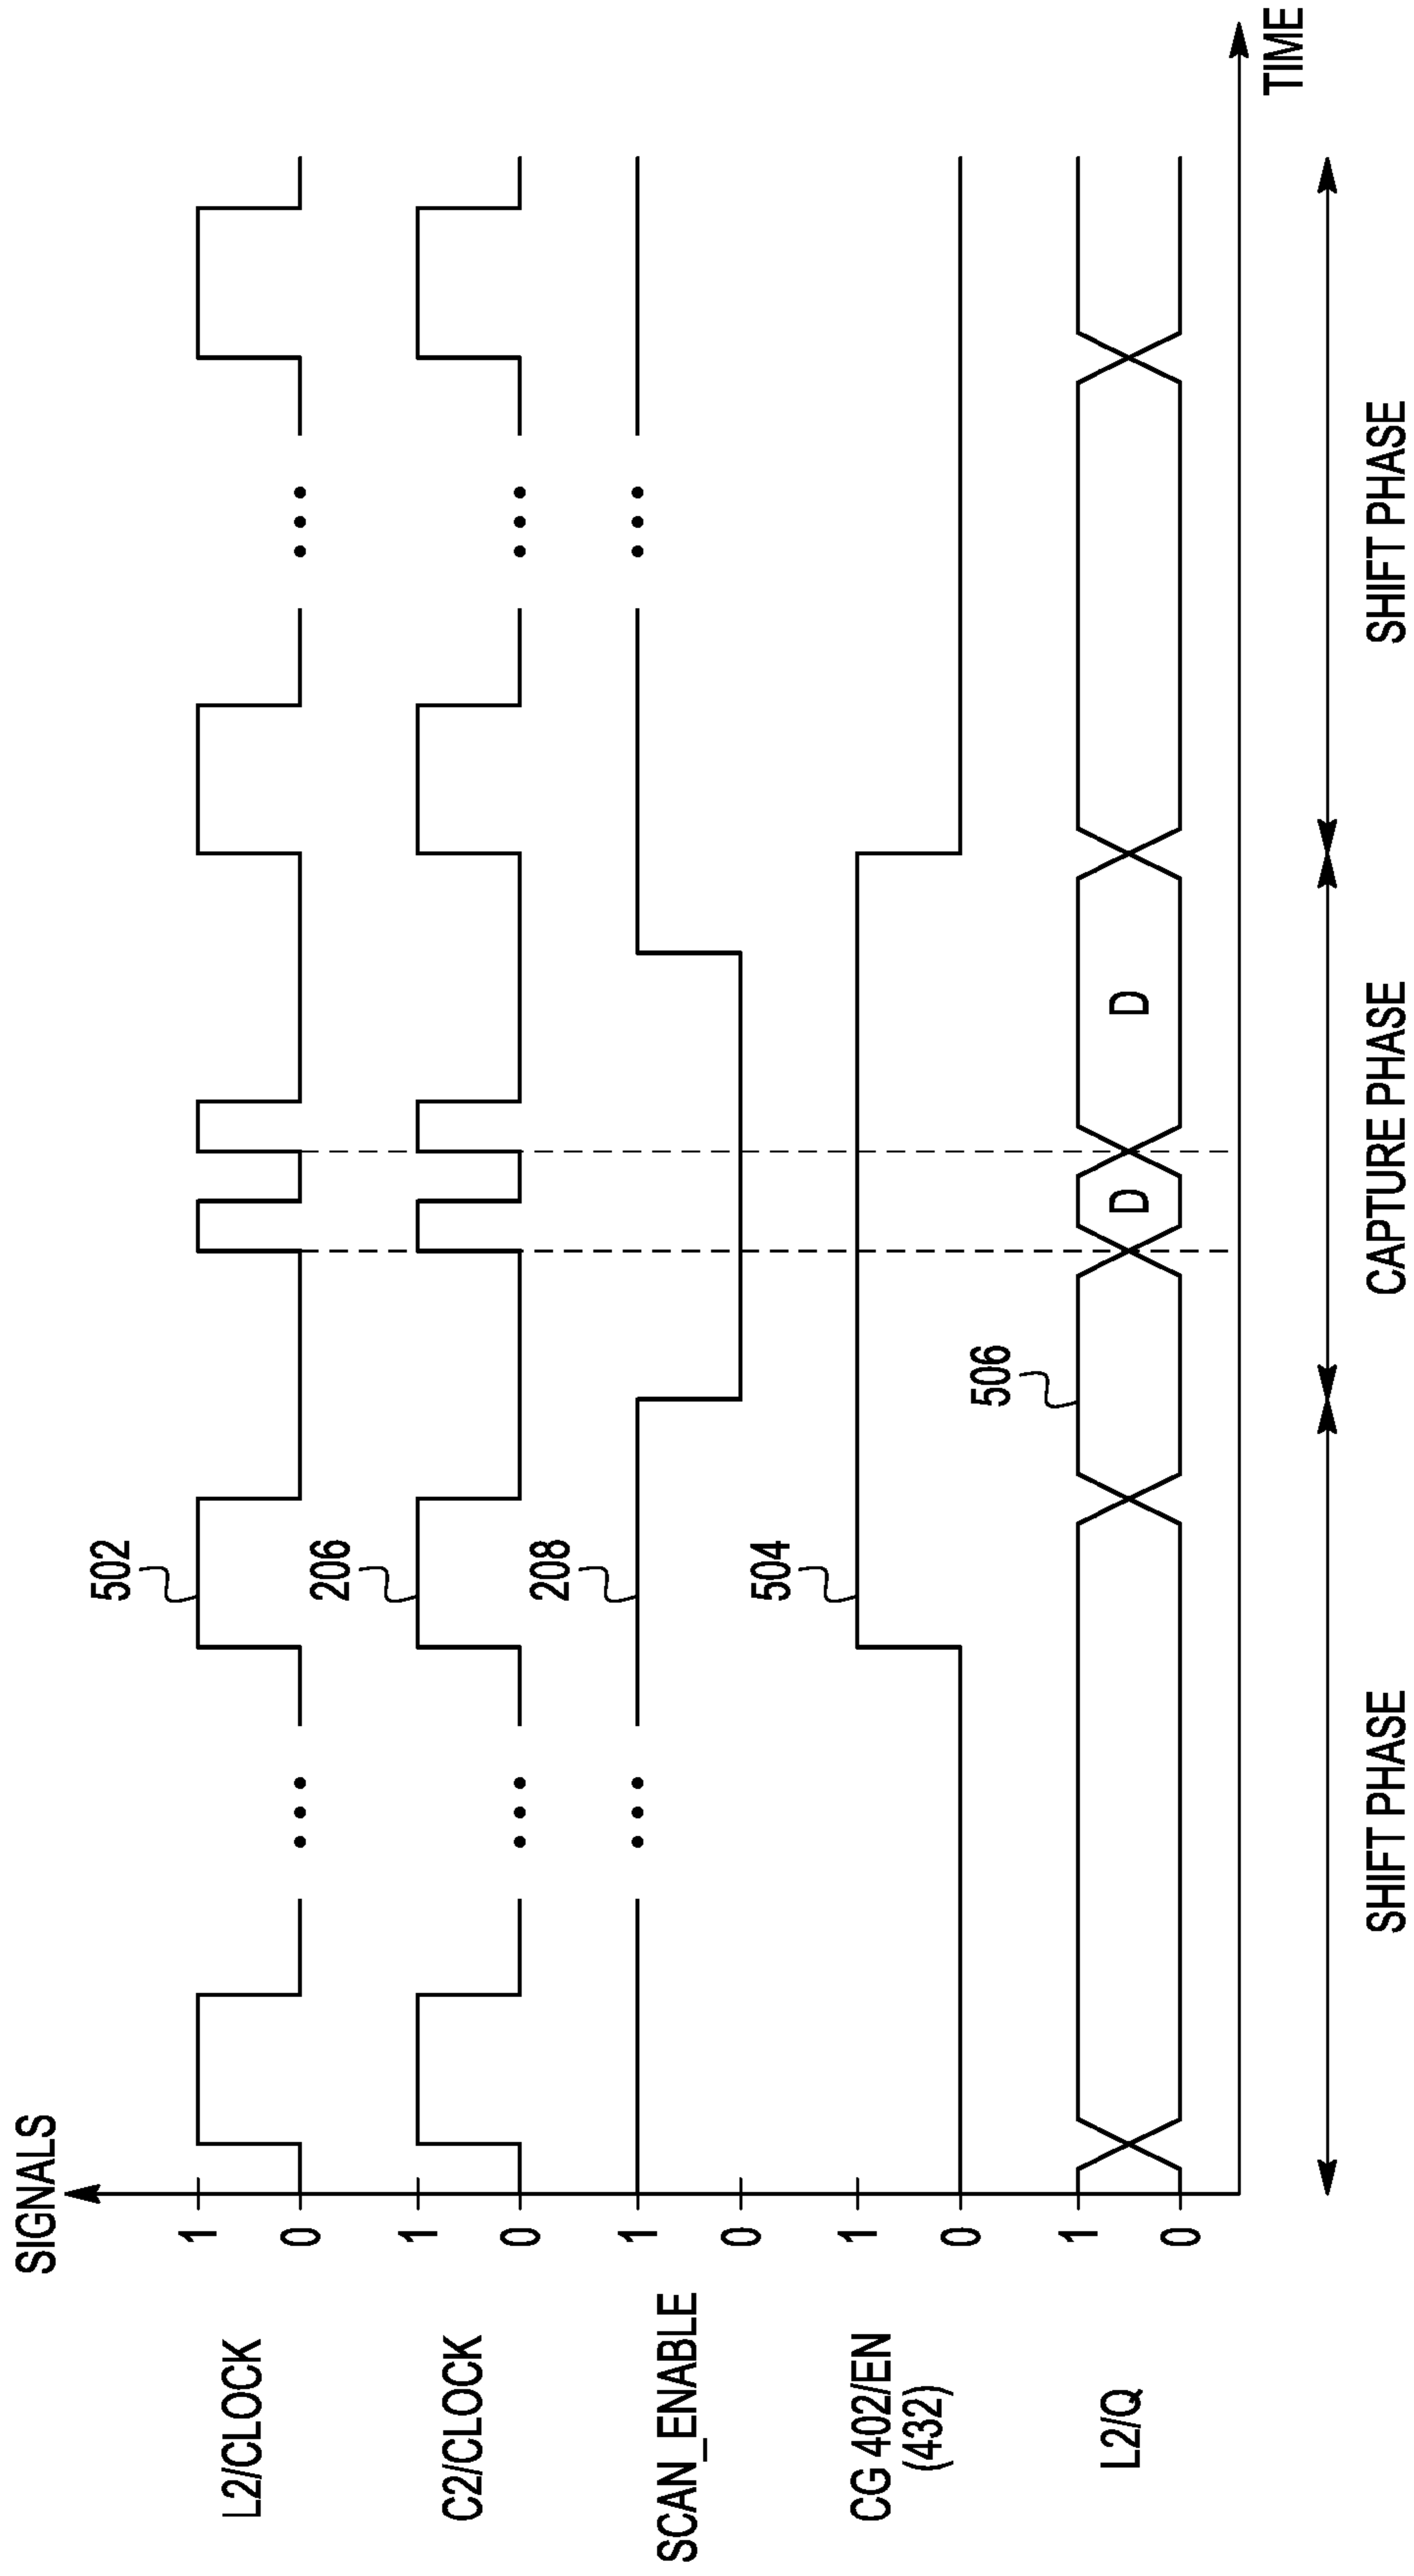 SIGNALS
L2/CLOCK
1
0
502
C2/CLOCK
1
0
206
SCAN_ENABLE
1
0
208
CG 402/EN
(432)
1
0
504
L2/Q
1
0
506
D
D
TIME
SHIFT PHASE
CAPTURE PHASE
SHIFT PHASE